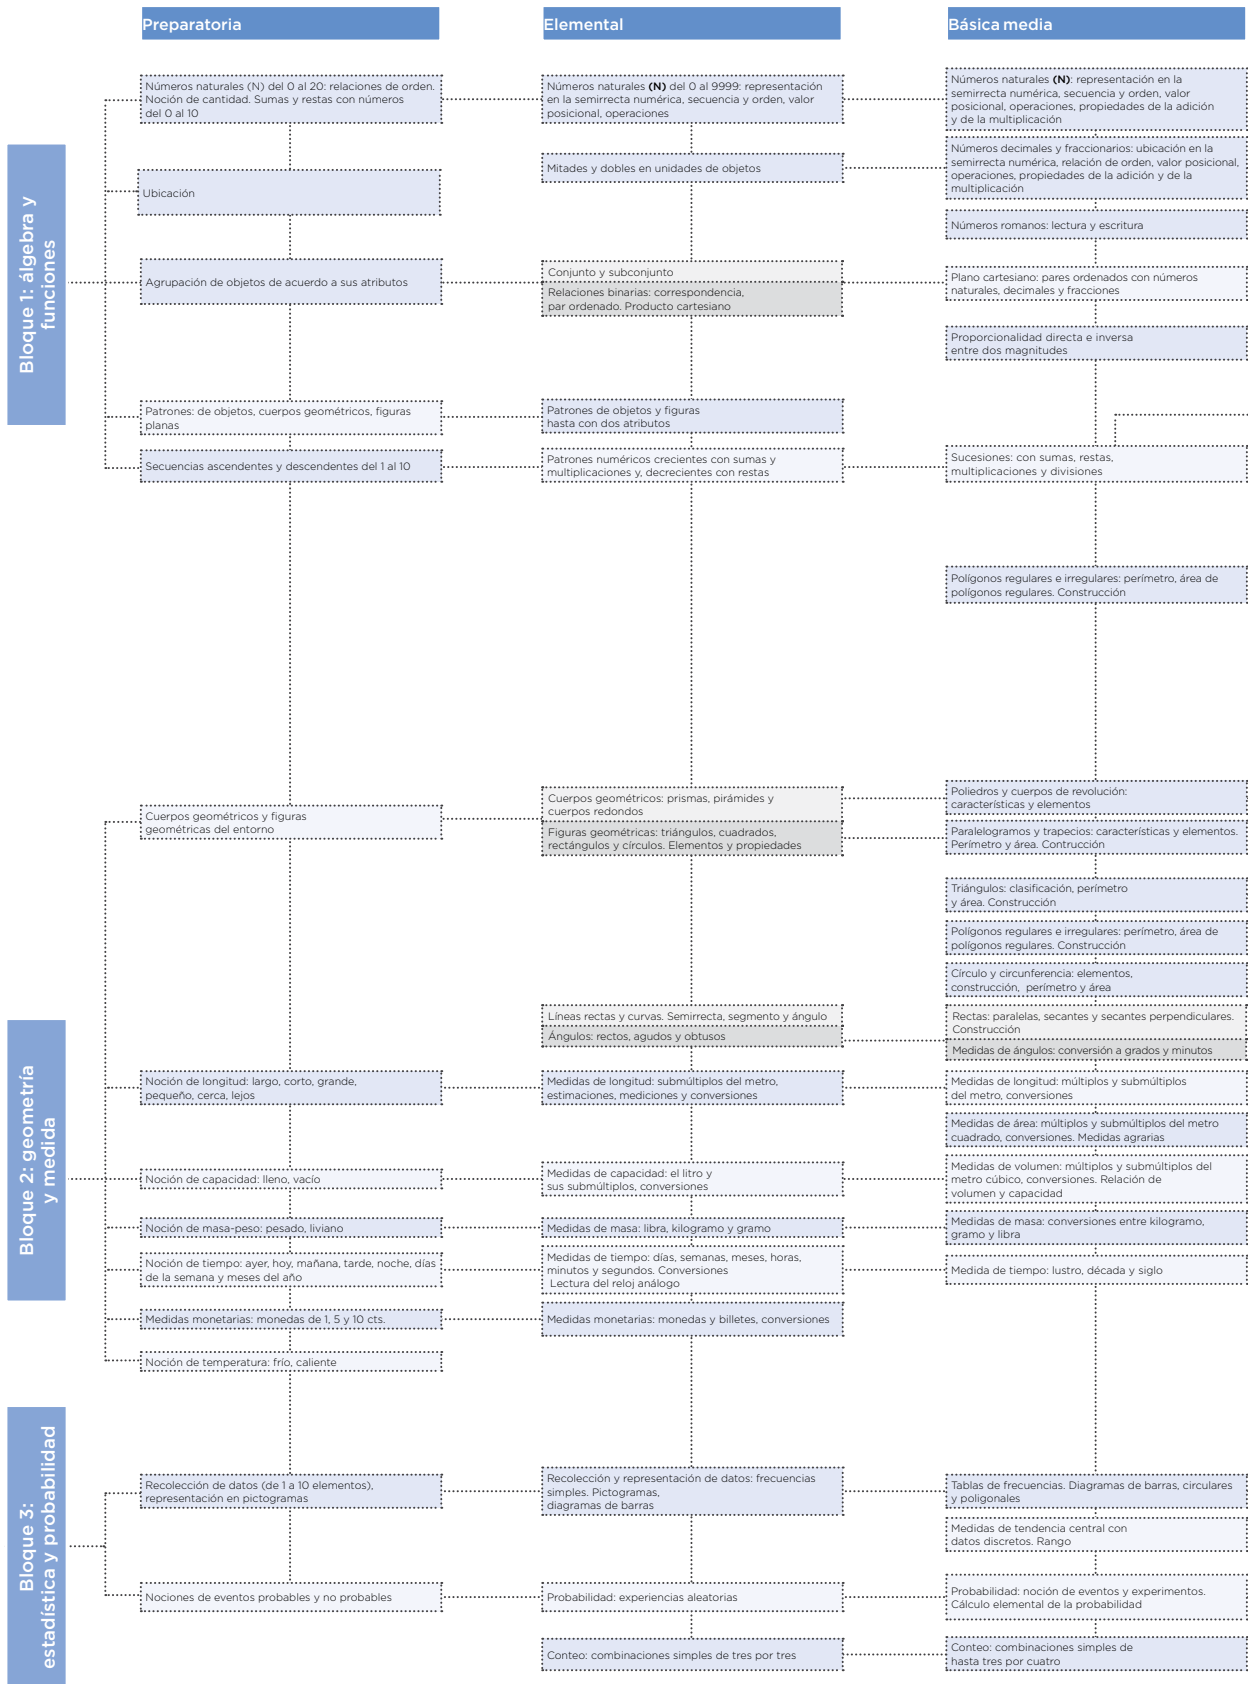 Preparatoria
Elemental
Básica media
Bloque 1: álgebra y
funciones
Números naturales (N) del 0 al 20: relaciones de orden.
Noción de cantidad. Sumas y restas con números
del 0 al 10
Números naturales (N) del 0 al 9999: representación
en la semirrecta numérica, secuencia y orden, valor
posicional, operaciones
Números naturales (N): representación en la
semirrecta numérica, secuencia y orden, valor
posicional, operaciones, propiedades de la adición
y de la multiplicación
Ubicación
Mitades y dobles en unidades de objetos
Números decimales y fraccionarios: ubicación en la
semirrecta numérica, relación de orden, valor posicional,
operaciones, propiedades de la adición y de la
multiplicación
Números romanos: lectura y escritura
Agrupación de objetos de acuerdo a sus atributos
Conjunto y subconjunto
Relaciones binarias: correspondencia,
par ordenado. Producto cartesiano
Plano cartesiano: pares ordenados con números
naturales, decimales y fracciones
Proporcionalidad directa e inversa
entre dos magnitudes
Patrones: de objetos, cuerpos geométricos, figuras
planas
Patrones de objetos y figuras
hasta con dos atributos
Secuencias ascendentes y descendentes del 1 al 10
Patrones numéricos crecientes con sumas y
multiplicaciones y, decrecientes con restas
Sucesiones: con sumas, restas,
multiplicaciones y divisiones
Polígonos regulares e irregulares: perímetro, área de
polígonos regulares. Construcción
Bloque 2: geometría
y medida
Cuerpos geométricos y figuras
geométricas del entorno
Cuerpos geométricos: prismas, pirámides y
cuerpos redondos
Figuras geométricas: triángulos, cuadrados,
rectángulos y círculos. Elementos y propiedades
Poliedros y cuerpos de revolución:
características y elementos
Paralelogramos y trapecios: características y elementos.
Perímetro y área. Contrucción
Triángulos: clasificación, perímetro
y área. Construcción
Polígonos regulares e irregulares: perímetro, área de
polígonos regulares. Construcción
Círculo y circunferencia: elementos,
construcción, perímetro y área
Líneas rectas y curvas. Semirrecta, segmento y ángulo
Ángulos: rectos, agudos y obtusos
Rectas: paralelas, secantes y secantes perpendiculares.
Construcción
Medidas de ángulos: conversión a grados y minutos
Noción de longitud: largo, corto, grande,
pequeño, cerca, lejos
Medidas de longitud: submúltiplos del metro,
estimaciones, mediciones y conversiones
Medidas de longitud: múltiplos y submúltiplos
del metro, conversiones
Medidas de área: múltiplos y submúltiplos del metro
cuadrado, conversiones. Medidas agrarias
Noción de capacidad: lleno, vacío
Medidas de capacidad: el litro y
sus submúltiplos, conversiones
Medidas de volumen: múltiplos y submúltiplos del
metro cúbico, conversiones. Relación de
volumen y capacidad
Noción de masa-peso: pesado, liviano
Medidas de masa: libra, kilogramo y gramo
Medidas de masa: conversiones entre kilogramo,
gramo y libra
Noción de tiempo: ayer, hoy, mañana, tarde, noche, días
de la semana y meses del año
Medidas de tiempo: días, semanas, meses, horas,
minutos y segundos. Conversiones
Lectura del reloj análogo
Medida de tiempo: lustro, década y siglo
Medidas monetarias: monedas de 1, 5 y 10 cts.
Medidas monetarias: monedas y billetes, conversiones
Noción de temperatura: frío, caliente
Bloque 3:
estadística y probabilidad
Recolección de datos (de 1 a 10 elementos),
representación en pictogramas
Recolección y representación de datos: frecuencias
simples. Pictogramas,
diagramas de barras
Tablas de frecuencias. Diagramas de barras, circulares
y poligonales
Medidas de tendencia central con
datos discretos. Rango
Nociones de eventos probables y no probables
Probabilidad: experiencias aleatorias
Probabilidad: noción de eventos y experimentos.
Cálculo elemental de la probabilidad
Conteo: combinaciones simples de tres por tres
Conteo: combinaciones simples de
hasta tres por cuatro